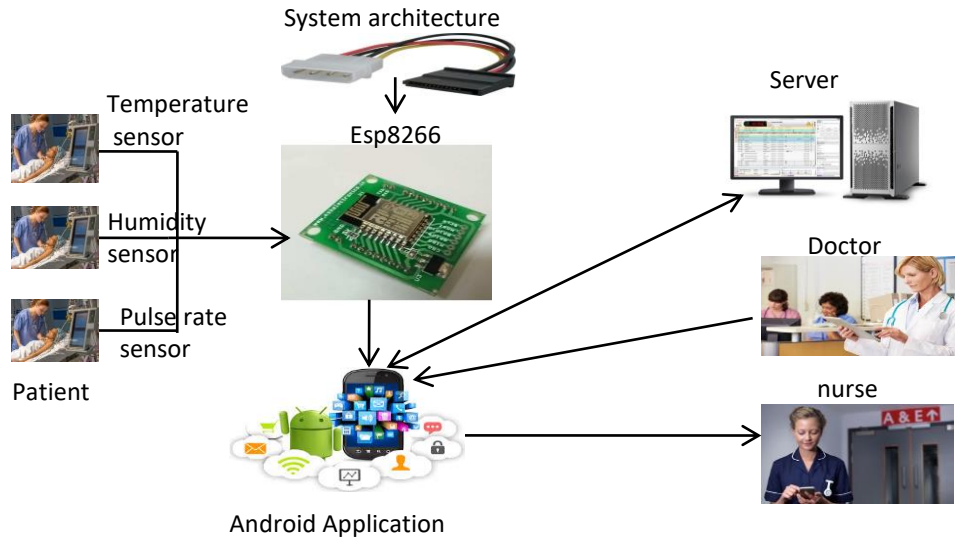 System architecture
Temperature
sensor
Esp8266
Server
Humidity
sensor
Doctor
Pulse rate
sensor
Patient
nurse
A & E
Android Application